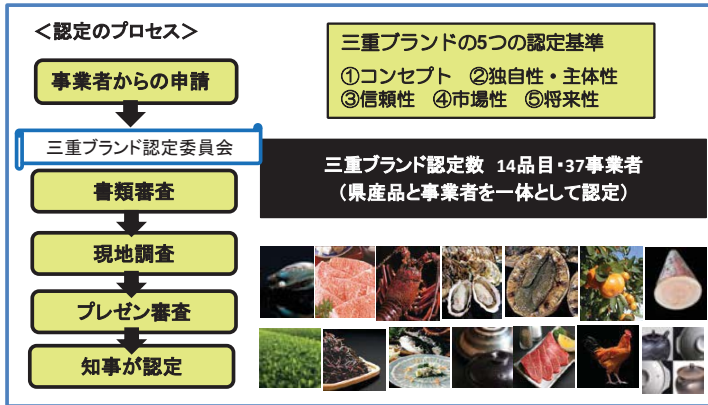 <認定のプロセス>
事業者からの申請
三重ブランド認定委員会
書類審査
現地調査
プレゼン審査
知事が認定
三重ブランドの5つの認定基準
①コンセプト ②独自性・主体性
③信頼性 ④市場性 ⑤将来性
三重ブランド認定数 14品目・37事業者
(県産品と事業者を一体として認定)